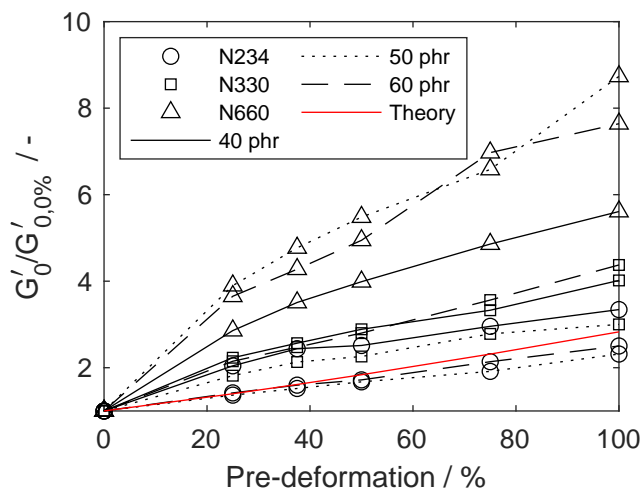 10
8
6
4
2
G′₀/G′₀,₀% / -
N234
N330
N660
40 phr
50 phr
60 phr
Theory
0 20 40 60 80 100
Pre-deformation / %